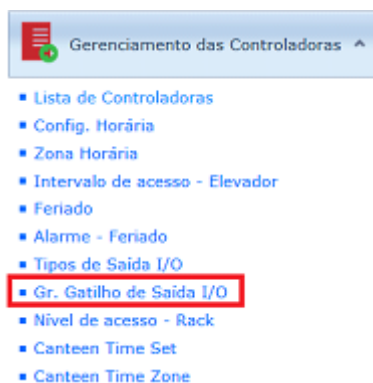 Gerenciamento das Controladoras
Lista de Controladoras
Config. Horária
Zona Horária
Intervalo de acesso - Elevador
Feriado
Alarme - Feriado
Tipos de Saída I/O
Gr. Gatilho de Saída I/O
Nível de acesso - Rack
Canteen Time Set
Canteen Time Zone